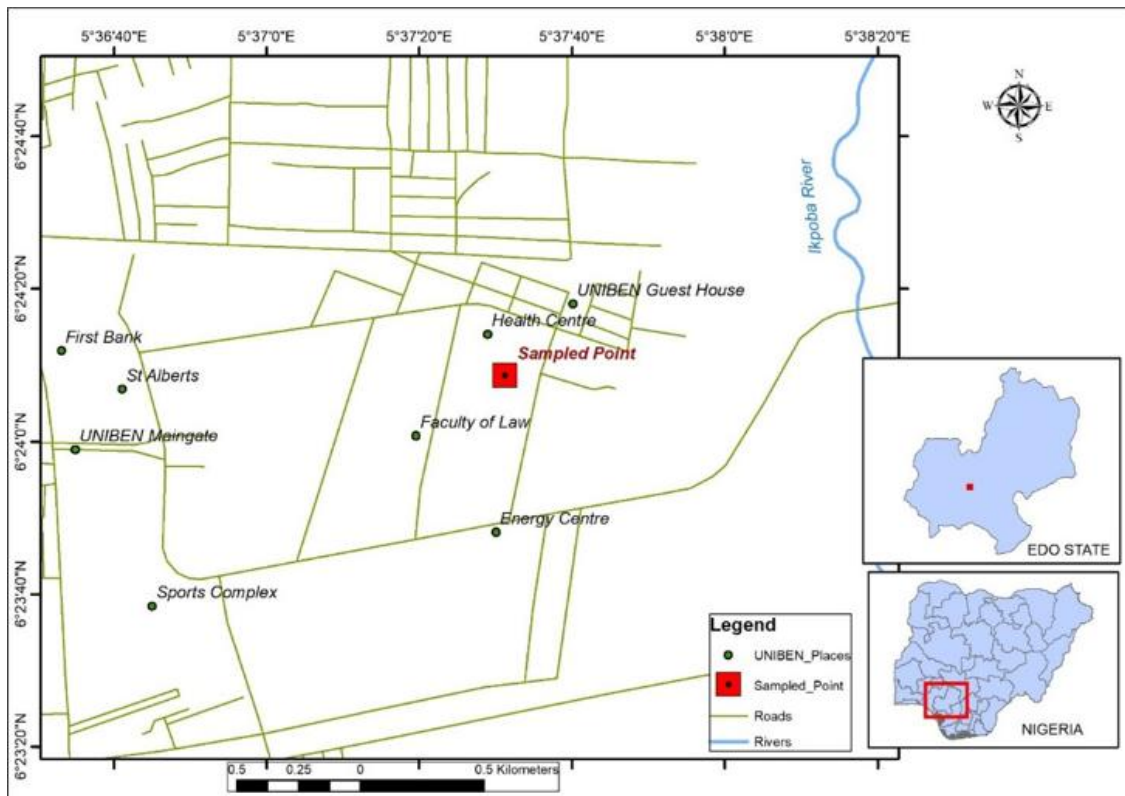 5°36'40"E 5°37'0"E 5°37'20"E 5°37'40"E 5°38'0"E 5°38'20"E
N
W E
S
6°24'40"N
6°24'20"N
6°24'0"N
6°23'40"N
6°23'20"N
Ikpoba River
UNIBEN Guest House
Health Centre
First Bank
Sampled Point
St Alberts
Faculty of Law
UNIBEN Maingate
Energy Centre
Sports Complex
EDO STATE
Legend
UNIBEN_Places
Sampled_Point
Roads
Rivers
NIGERIA
0.5 0.25 0 0.5 Kilometers